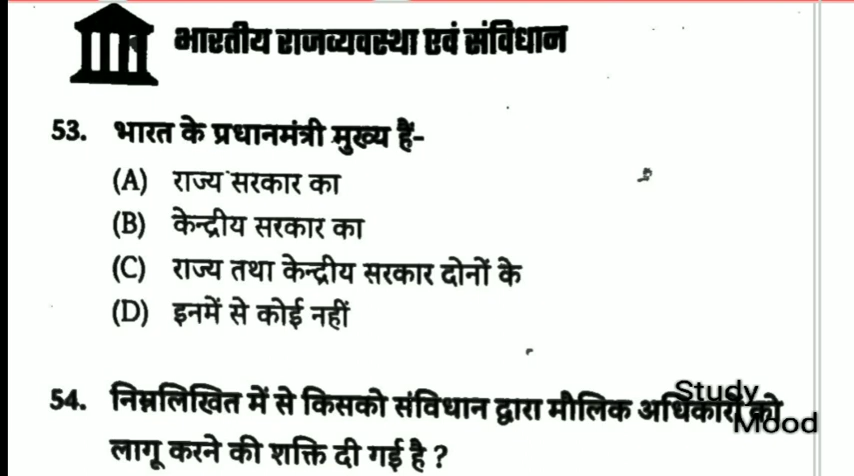 भारतीय राजव्यवस्था एवं संविधान
53. भारत के प्रधानमंत्री मुख्य हैं-
(A) राज्य सरकार का
(B) केन्द्रीय सरकार का
(C) राज्य तथा केन्द्रीय सरकार दोनों के
(D) इनमें से कोई नहीं
54. निम्नलिखित में से किसको संविधान द्वारा मौलिक अधिकारों को
Study
Mood
लागू करने की शक्ति दी गई है ?